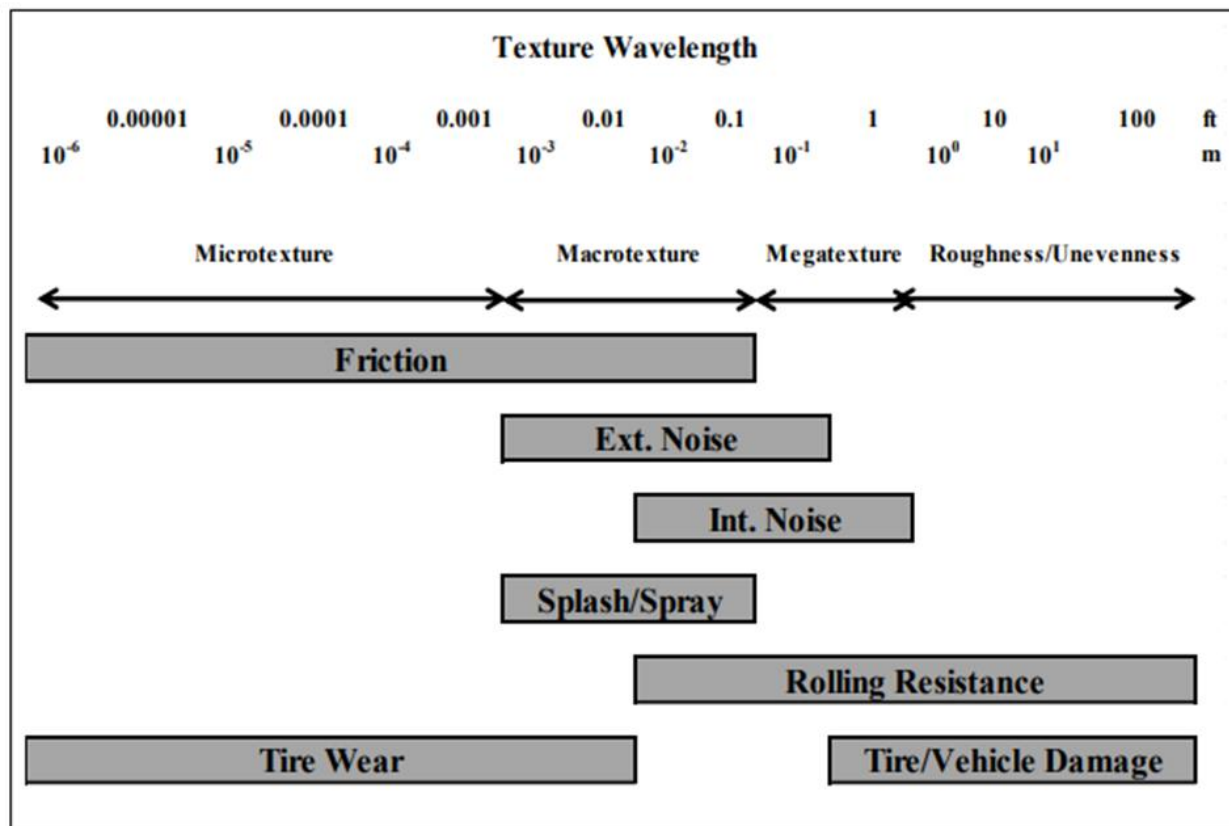 Texture Wavelength
0.00001 0.0001 0.001 0.01 0.1 1 10 100 ft
10⁻⁶ 10⁻⁵ 10⁻⁴ 10⁻³ 10⁻² 10⁻¹ 10⁰ 10¹ m
Microtexture Macrotexture Megatexture Roughness/Unevenness
Friction
Ext. Noise
Int. Noise
Splash/Spray
Rolling Resistance
Tire Wear Tire/Vehicle Damage